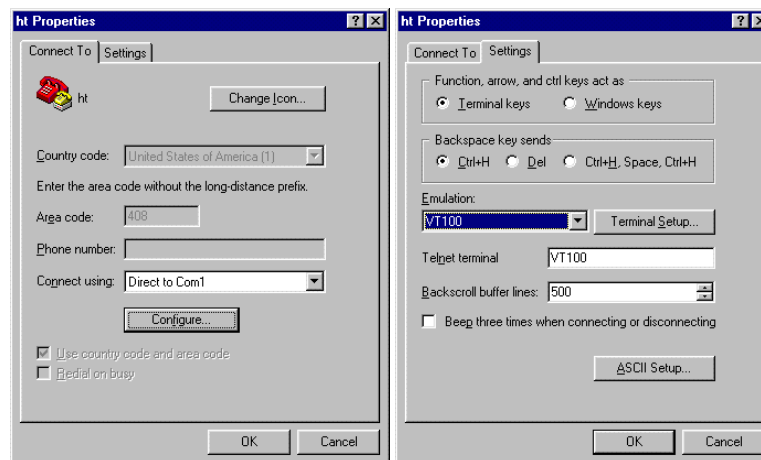 ht Properties
Connect To
Settings
ht
Change Icon...
Country code:
United States of America (1)
Enter the area code without the long-distance prefix.
Area code:
408
Phone number:
Connect using:
Direct to Com1
Configure...
Use country code and area code
Redial on busy
OK
Cancel
ht Properties
Connect To
Settings
Function, arrow, and ctrl keys act as
Terminal keys
Windows keys
Backspace key sends
Ctrl+H
Del
Ctrl+H, Space, Ctrl+H
Emulation:
VT100
Terminal Setup...
Telnet terminal
VT100
Backscroll buffer lines:
500
Beep three times when connecting or disconnecting
ASCII Setup...
OK
Cancel